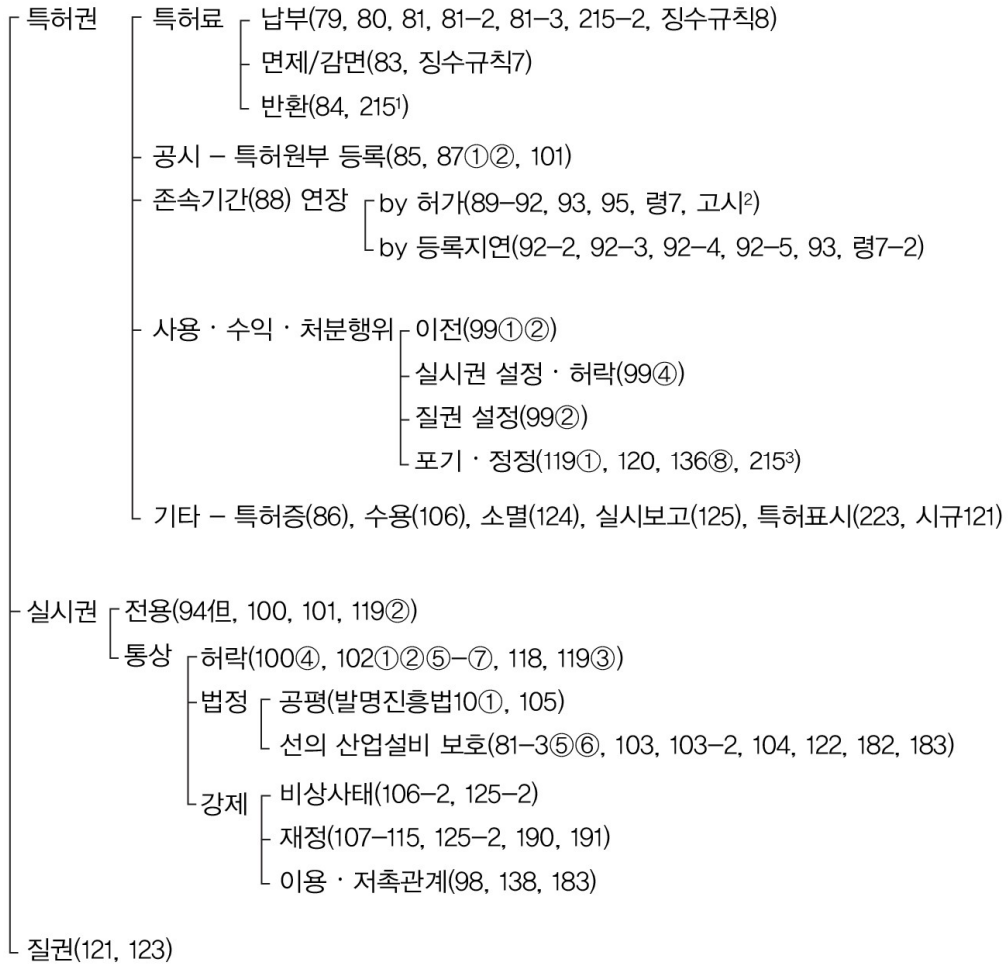 특허권 특허료 납부(79, 80, 81, 81-2, 81-3, 215-2, 징수규칙8)
면제/감면(83, 징수규칙7)
반환(84, 215¹)
공시 – 특허원부 등록(85, 87①②, 101)
존속기간(88) 연장 by 허가(89-92, 93, 95, 령7, 고시²)
by 등록지연(92-2, 92-3, 92-4, 92-5, 93, 령7-2)
사용 · 수익 · 처분행위 이전(99①②)
실시권 설정 · 허락(99④)
질권 설정(99②)
포기 · 정정(119①, 120, 136⑧, 215³)
기타 – 특허증(86), 수용(106), 소멸(124), 실시보고(125), 특허표시(223, 시규121)
실시권 전용(94但, 100, 101, 119②)
통상 허락(100④, 102①②⑤-⑦, 118, 119③)
법정 공평(발명진흥법10①, 105)
선의 산업설비 보호(81-3⑤⑥, 103, 103-2, 104, 122, 182, 183)
강제 비상사태(106-2, 125-2)
재정(107-115, 125-2, 190, 191)
이용 · 저촉관계(98, 138, 183)
질권(121, 123)